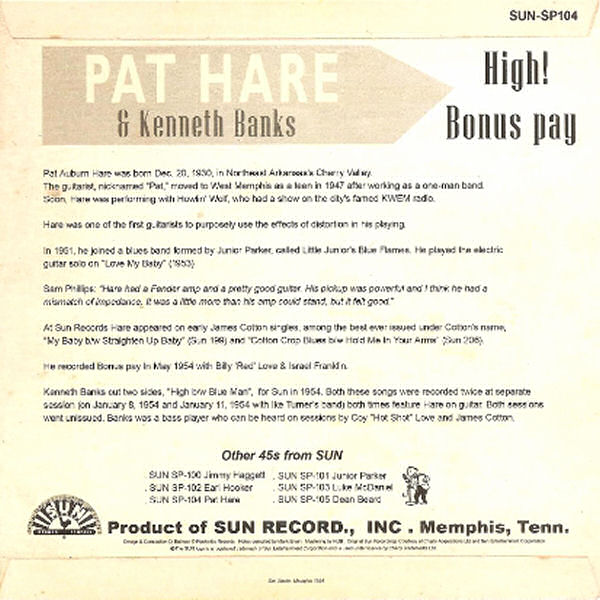 SUN-SP104
PAT HARE
& Kenneth Banks
High!
Bonus pay
Pat Auburn Hare was born Dec. 20, 1930, in Northeast Arkansas's Cherry Valley.
The guitarist, nicknamed "Pat," moved to West Memphis as a teen in 1947 after working as a one-man band.
Soon, Hare was performing with Howlin' Wolf, who had a show on the city's famed KWEM radio.
Hare was one of the first guitarists to purposely use the effects of distortion in his playing.
In 1951, he joined a blues band formed by Junior Parker, called Little Junior's Blue Flames. He played the electric
guitar solo on "Love My Baby" (1953)
Sam Phillips: "Hare had a Fender amp and a pretty good guitar. His pickup was powerful and I think he had a
mismatch of impedance. It was a little more than his amp could stand, but it felt good."
At Sun Records Hare appeared on early James Cotton singles, among the best ever issued under Cotton's name,
"My Baby b/w Straighten Up Baby" (Sun 199) and "Cotton Crop Blues b/w Hold Me In Your Arms" (Sun 206).
He recorded Bonus pay In May 1954 with Billy 'Red' Love & Israel Franklin.
Kenneth Banks cut two sides, "High b/w Blue Man", for Sun in 1954. Both these songs were recorded twice at separate
session (on January 8, 1954 and January 11, 1954 with Ike Turner's band) both times feature Hare on guitar. Both sessions
went unissued. Banks was a bass player who can be heard on sessions by Coy "Hot Shot" Love and James Cotton.
Other 45s from SUN
. SUN SP-100 Jimmy Haggett . SUN SP-101 Junior Parker
. SUN SP-102 Earl Hooker . SUN SP-103 Luke McDaniel
. SUN SP-104 Pat Hare . SUN SP-105 Dean Beard
SUN
Product of SUN RECORD., INC . Memphis, Tenn.